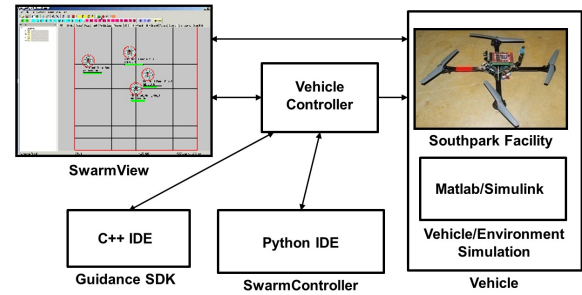 SwarmView
Vehicle
Controller
Southpark Facility
Matlab/Simulink
Vehicle/Environment
Simulation
Vehicle
C++ IDE
Guidance SDK
Python IDE
SwarmController